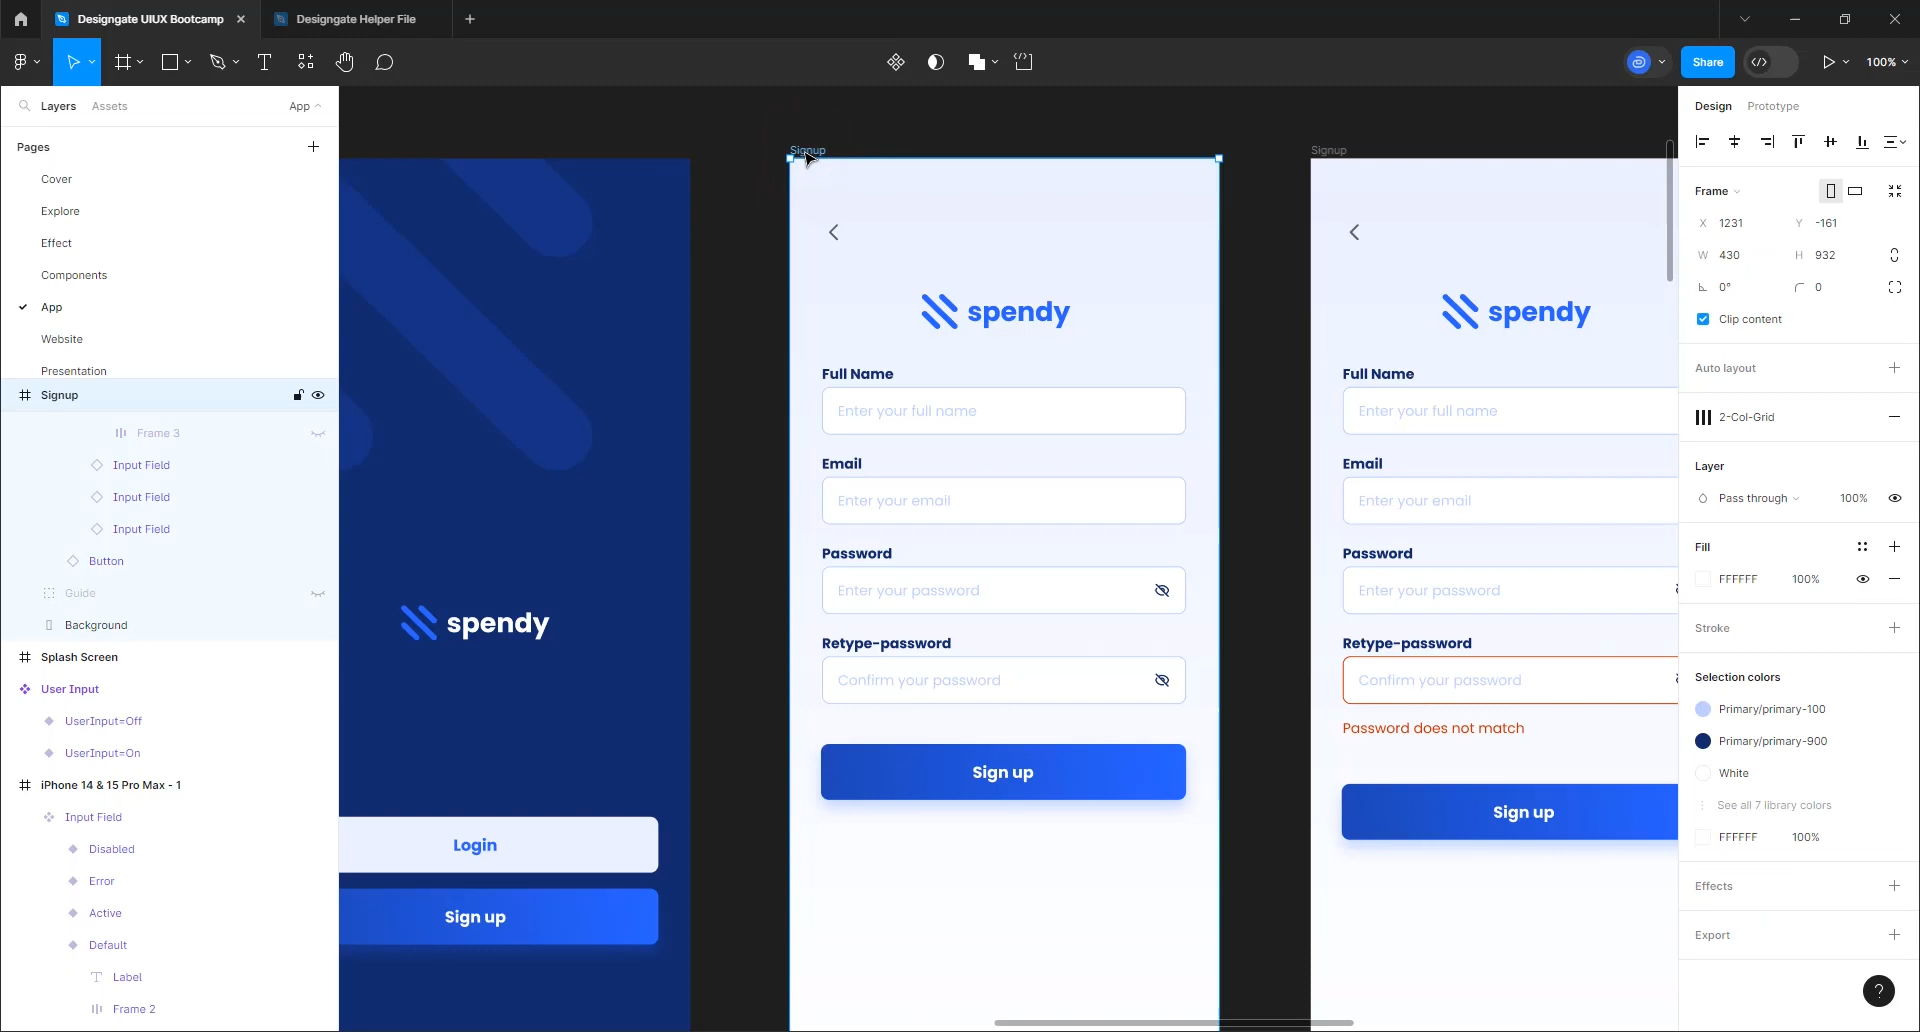 Designgate UIUX Bootcamp
Designgate Helper File
Share
100%
Layers
Assets
App
Pages
Cover
Explore
Effect
Components
App
Website
Presentation
Signup
Frame 3
Input Field
Input Field
Input Field
Button
Guide
Background
Splash Screen
User Input
UserInput=Off
UserInput=On
iPhone 14 & 15 Pro Max - 1
Input Field
Disabled
Error
Active
Default
Label
Frame 2
spendy
Login
Sign up
Signup
spendy
Full Name
Enter your full name
Email
Enter your email
Password
Enter your password
Retype-password
Confirm your password
Sign up
Signup
spendy
Full Name
Enter your full name
Email
Enter your email
Password
Enter your password
Retype-password
Confirm your password
Password does not match
Sign up
Design
Prototype
Frame
X 1231 Y -161
W 430 H 932
0° 0
Clip content
Auto layout
2-Col-Grid
Layer
Pass through 100%
Fill
FFFFFF 100%
Stroke
Selection colors
Primary/primary-100
Primary/primary-900
White
See all 7 library colors
FFFFFF 100%
Effects
Export
?